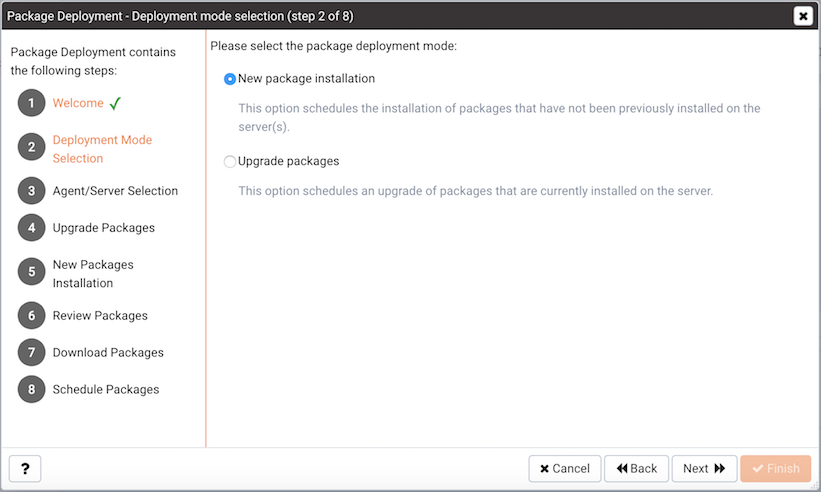 Package Deployment - Deployment mode selection (step 2 of 8)
Package Deployment contains
the following steps:
1 Welcome
2 Deployment Mode
Selection
3 Agent/Server Selection
4 Upgrade Packages
5 New Packages
Installation
6 Review Packages
7 Download Packages
8 Schedule Packages
Please select the package deployment mode:
New package installation
This option schedules the installation of packages that have not been previously installed on the
server(s).
Upgrade packages
This option schedules an upgrade of packages that are currently installed on the server.
? Cancel Back Next Finish